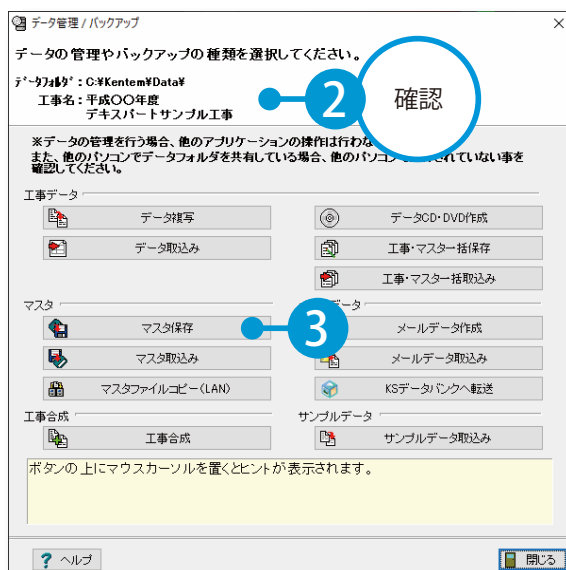 データ管理 / バックアップ
データの管理やバックアップの種類を選択してください。
ﾃﾞｰﾀﾌｫﾙﾀﾞ : C:¥Kentem¥Data¥
工事名 : 平成〇〇年度
デキスパートサンプル工事
2
確認
※データの管理を行う場合、他のアプリケーションの操作は行わな
また、他のパソコンでデータフォルダを共有している場合、他のパソコ されていない事を
確認してください。
工事データ
データ複写
データCD・DVD作成
データ取込み
工事・マスタ一括保存
工事・マスタ一括取込み
マスタ
データ
マスタ保存
3
メールデータ作成
マスタ取込み
メールデータ取込み
マスタファイルコピー(LAN)
KSデータバンクへ転送
工事合成
サンプルデータ
工事合成
サンプルデータ取込み
ボタンの上にマウスカーソルを置くとヒントが表示されます。
? ヘルプ
閉じる